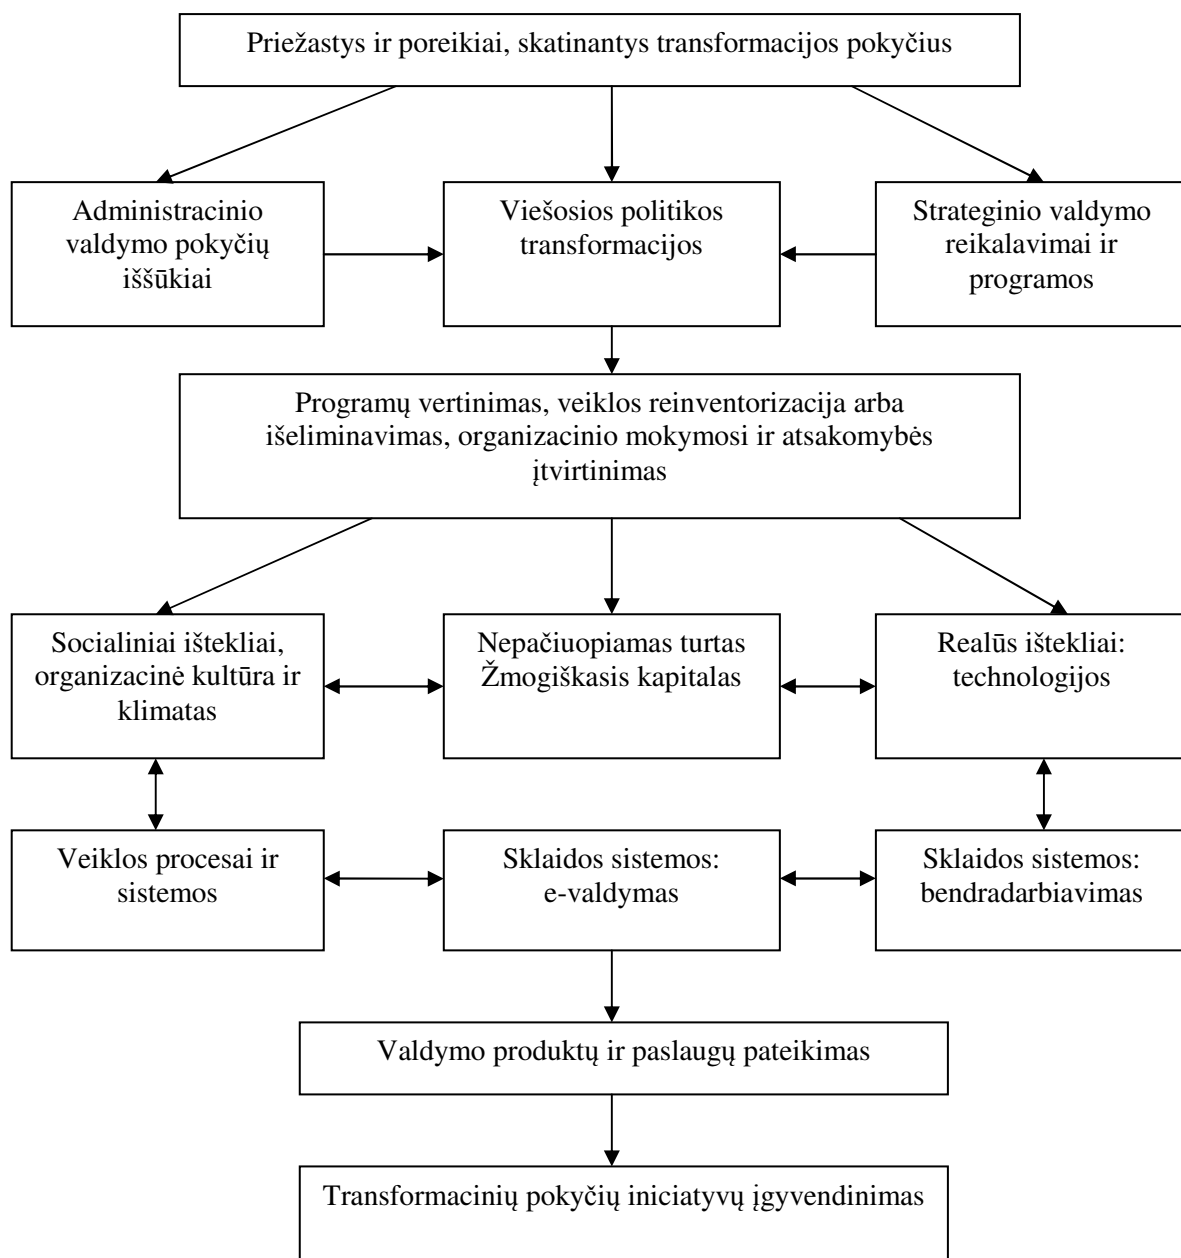 Priežastys ir poreikiai, skatinantys transformacijos pokyčius
Administracinio
valdymo pokyčių
iššūkiai
Viešosios politikos
transformacijos
Strateginio valdymo
reikalavimai ir
programos
Programų vertinimas, veiklos reinventorizacija arba
išeliminavimas, organizacinio mokymosi ir atsakomybės
įtvirtinimas
Socialiniai ištekliai,
organizacinė kultūra ir
klimatas
Nepačiuopiamas turtas
Žmogiškasis kapitalas
Realūs ištekliai:
technologijos
Veiklos procesai ir
sistemos
Sklaidos sistemos:
e-valdymas
Sklaidos sistemos:
bendradarbiavimas
Valdymo produktų ir paslaugų pateikimas
Transformacinių pokyčių iniciatyvų įgyvendinimas